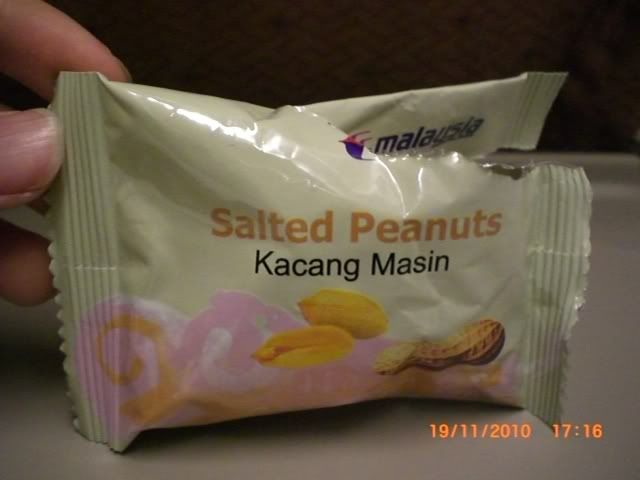 malaysia
Salted Peanuts
Kacang Masin
19/11/2010 17:16